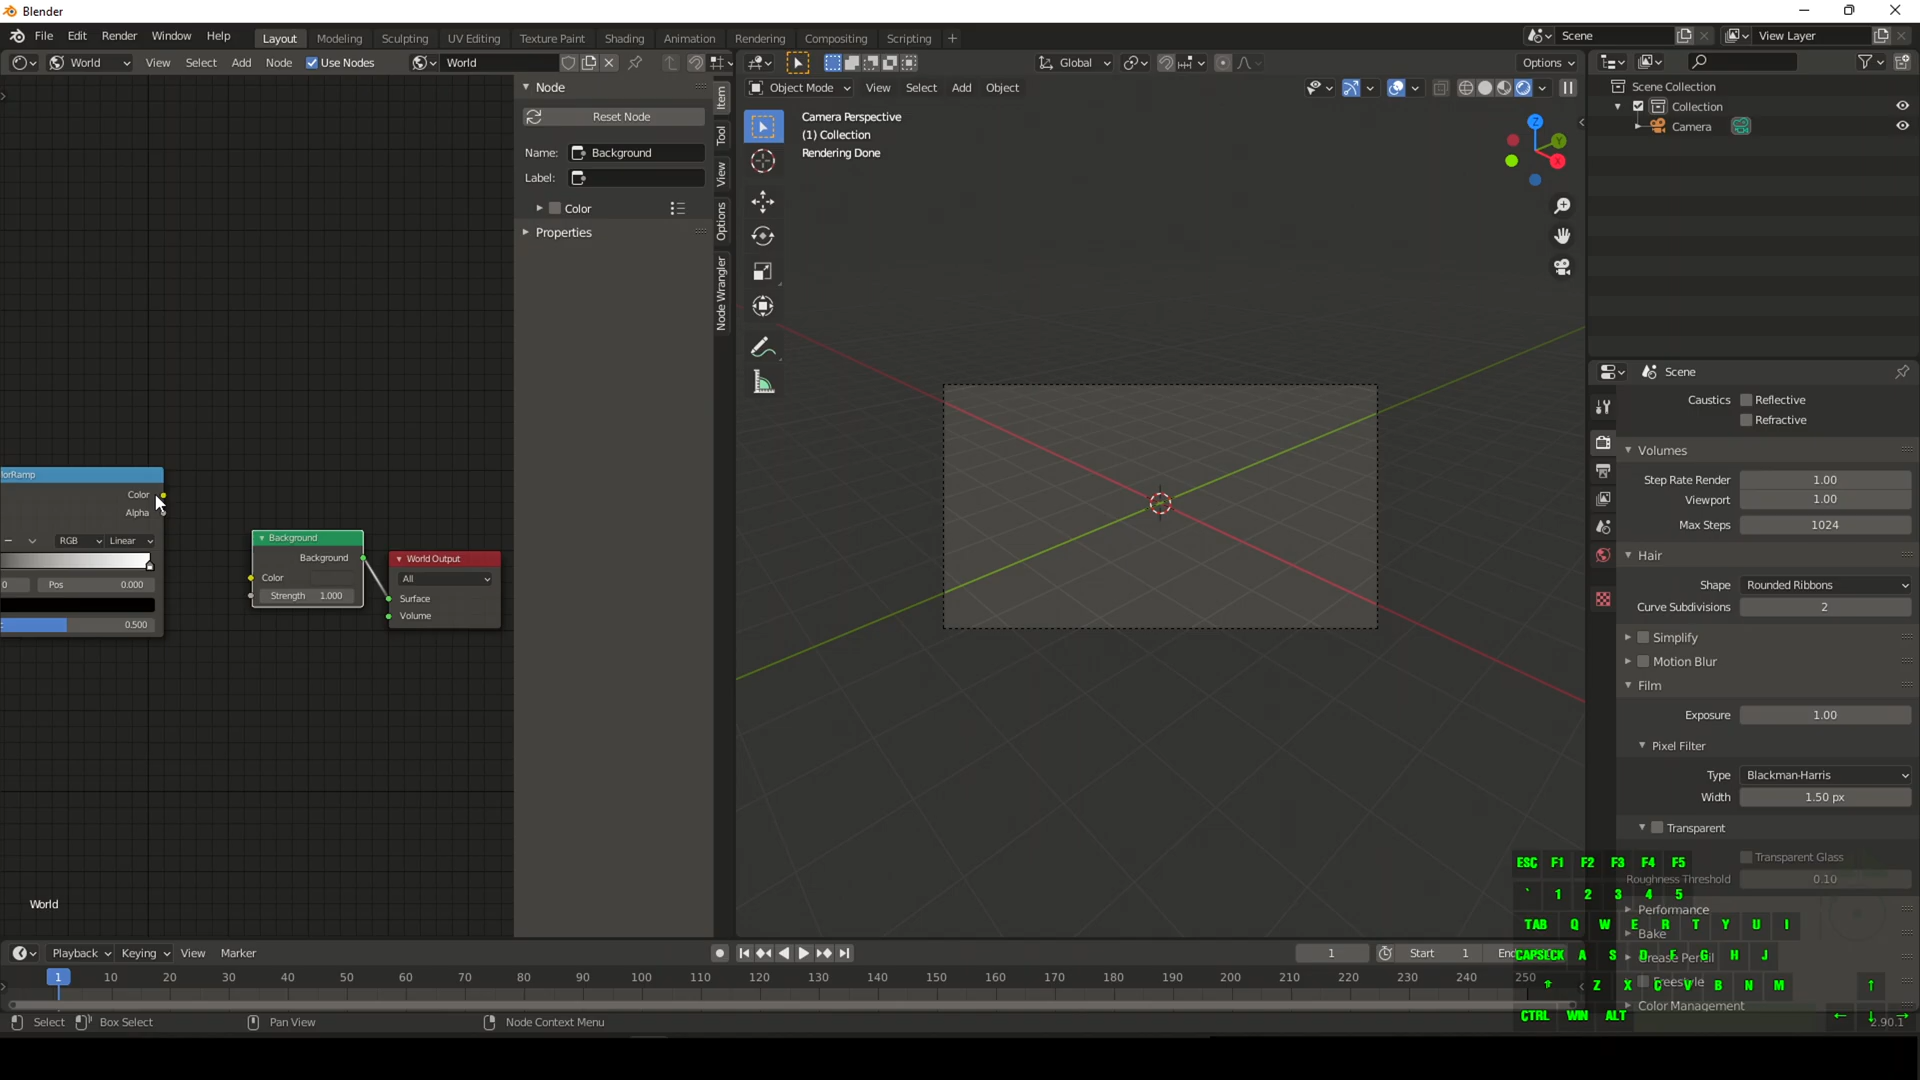 Blender
File Edit Render Window Help Layout Modeling Sculpting UV Editing Texture Paint Shading Animation Rendering Compositing Scripting + Scene View Layer
World View Select Add Node Use Nodes World Global Options
Node
Reset Node
Name: Background
Label:
Color
Properties
Item
Tool
View
Options
Node Wrangler
Object Mode View Select Add Object
Camera Perspective
(1) Collection
Rendering Done
Z
Y
X
Scene Collection
Collection
Camera
Scene
Caustics Reflective
Refractive
Volumes
Step Rate Render 1.00
Viewport 1.00
Max Steps 1024
Hair
Shape Rounded Ribbons
Curve Subdivisions 2
Simplify
Motion Blur
Film
Exposure 1.00
Pixel Filter
Type Blackman-Harris
Width 1.50 px
Transparent
Transparent Glass
Roughness Threshold 0.10
Performance
Bake
Grease Pencil
Freestyle
Color Management
lorRamp
Color
Alpha
RGB Linear
0 Pos 0.000
0.500
Background
Background
Color
Strength 1.000
World Output
All
Surface
Volume
World
ESC F1 F2 F3 F4 F5
` 1 2 3 4 5
TAB Q W E R T Y U I
CAPSLCK A S D F G H J
↑ Z X C V B N M ↑
CTRL WIN ALT ← ↓ →
Playback Keying View Marker 1 Start 1 End
1 10 20 30 40 50 60 70 80 90 100 110 120 130 140 150 160 170 180 190 200 210 220 230 240 250
Select Box Select Pan View Node Context Menu 2.90.1